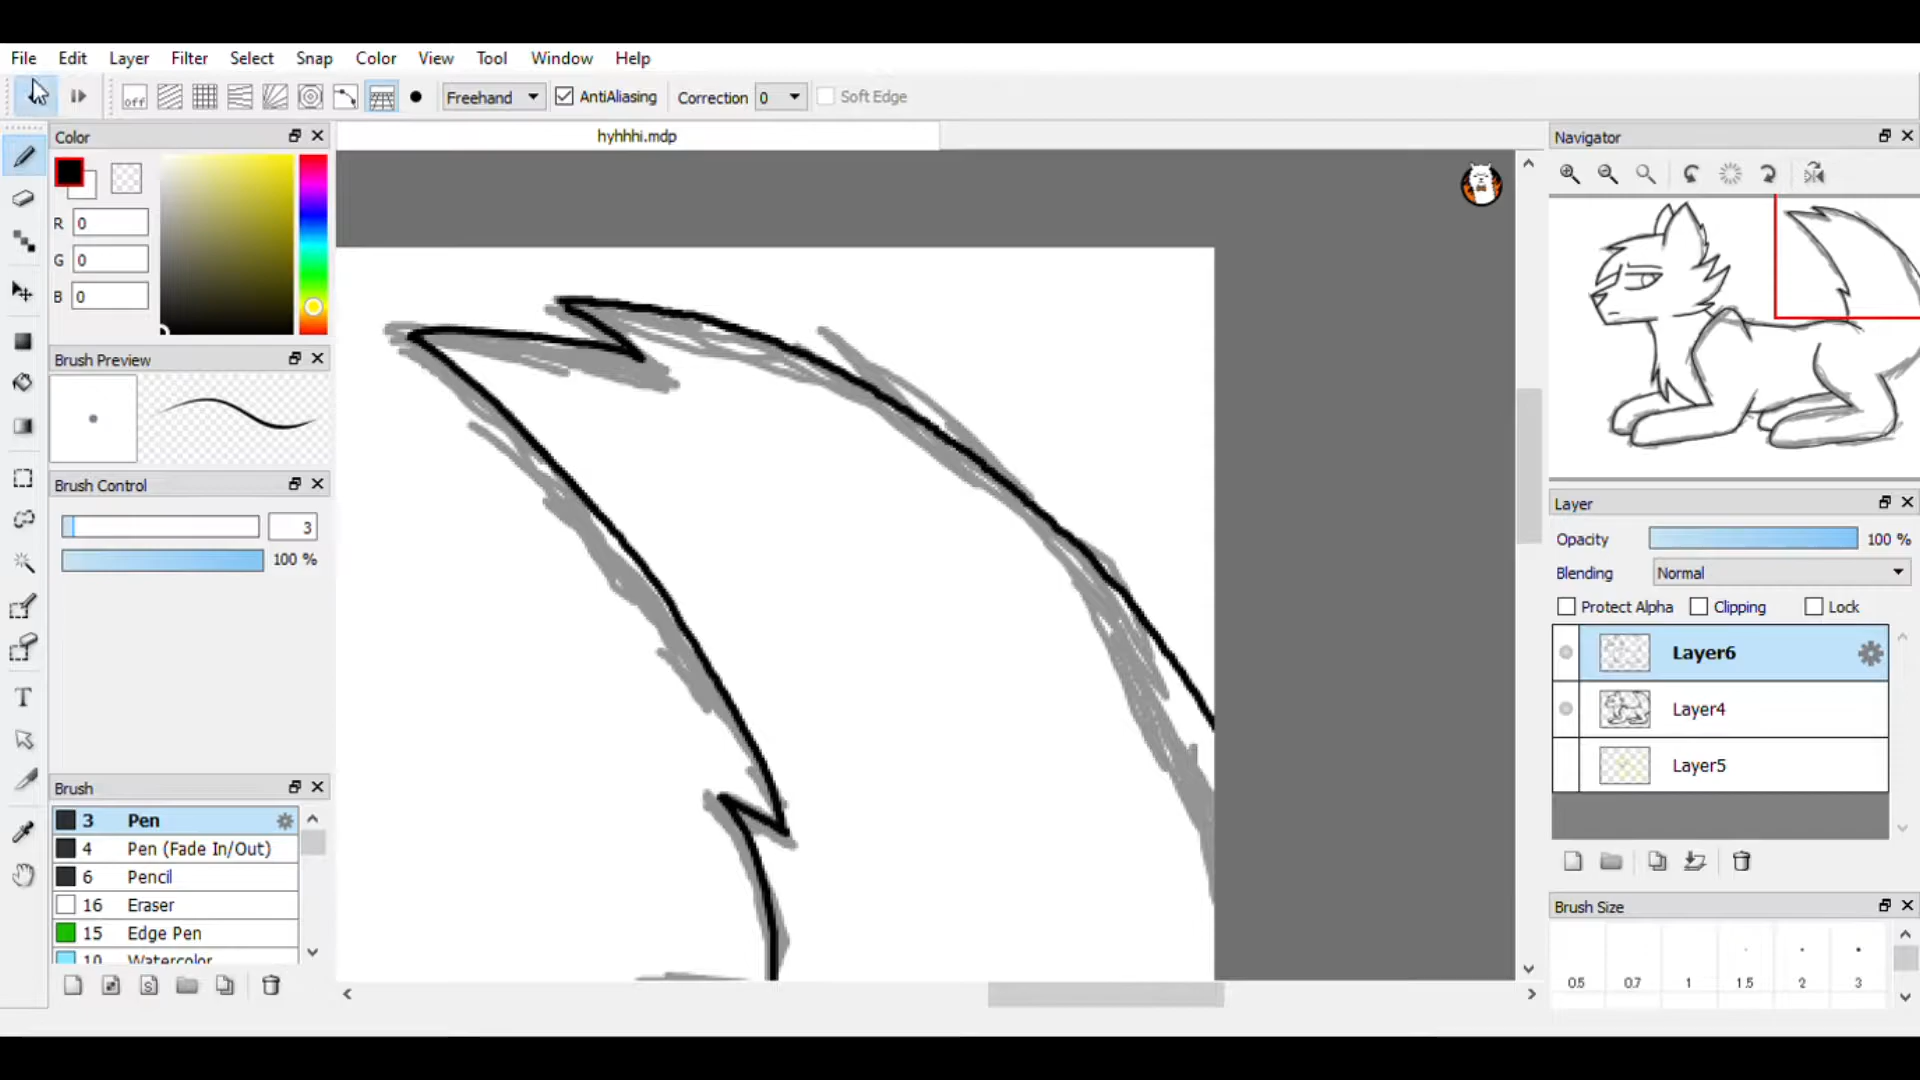 File Edit Layer Filter Select Snap Color View Tool Window Help
off Freehand AntiAliasing Correction 0 Soft Edge
Color
hyhhhi.mdp
Navigator
R 0
G 0
B 0
Brush Preview
Brush Control
3
100 %
Layer
Opacity 100 %
Blending Normal
Protect Alpha Clipping Lock
Layer6
Layer4
Layer5
Brush
3 Pen
4 Pen (Fade In/Out)
6 Pencil
16 Eraser
15 Edge Pen
10 Watercolor
Brush Size
0.5 0.7 1 1.5 2 3